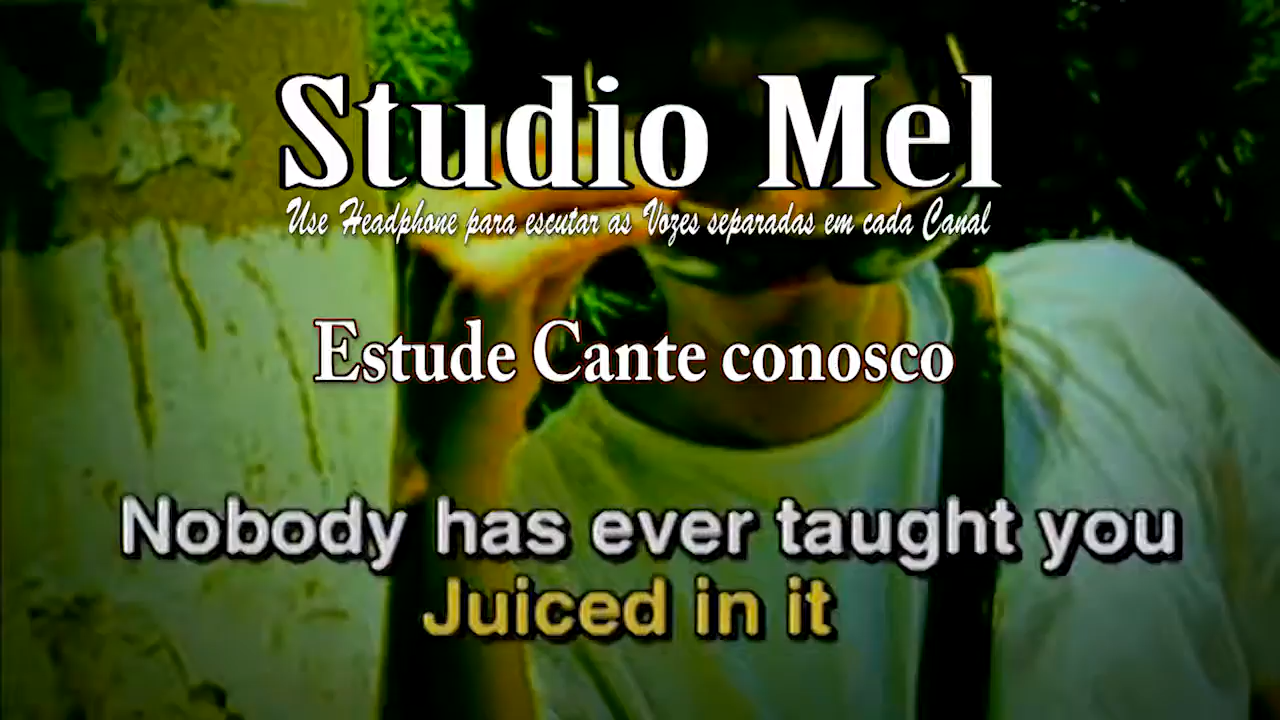 Studio Mel
Use Headphone para escutar as Vozes separadas em cada Canal
Estude Cante conosco
Nobody has ever taught you
Juiced in it